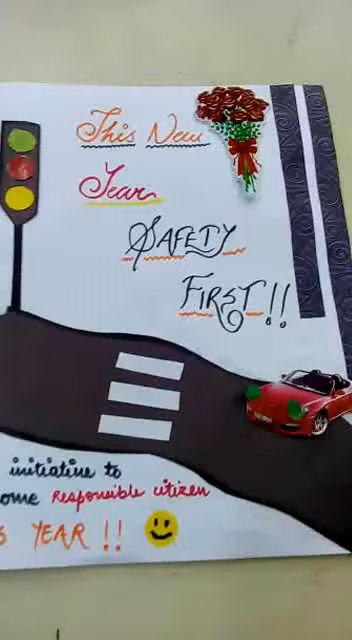 This New
Year
SAFETY
FIRST!!
initiative to
ome Responsible citizen
S YEAR !!